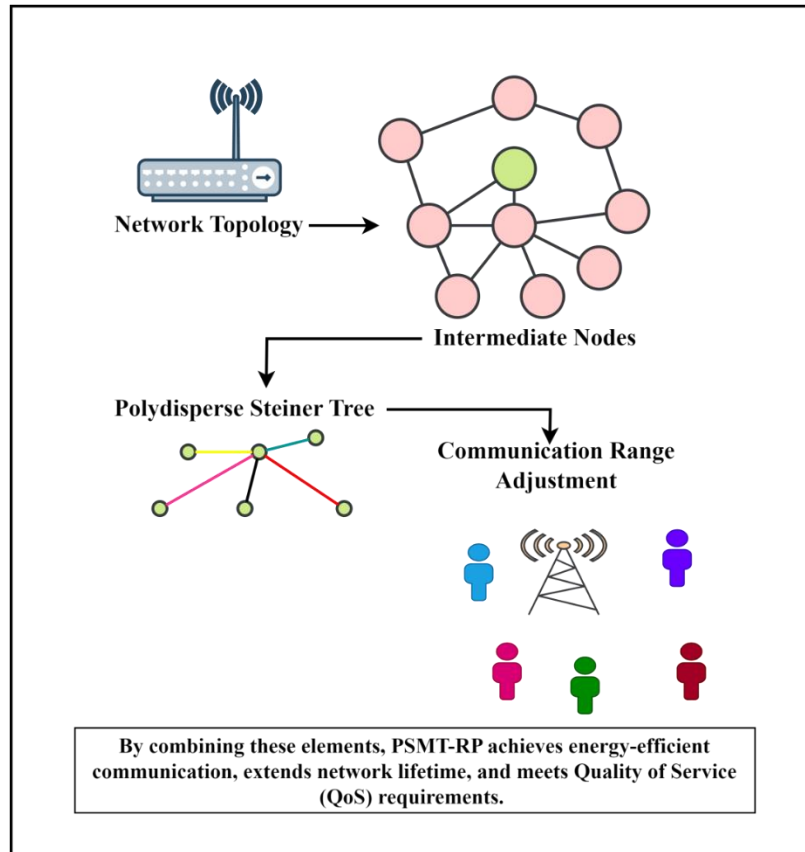 Network Topology
Intermediate Nodes
Polydisperse Steiner Tree
Communication Range
Adjustment
By combining these elements, PSMT-RP achieves energy-efficient
communication, extends network lifetime, and meets Quality of Service
(QoS) requirements.